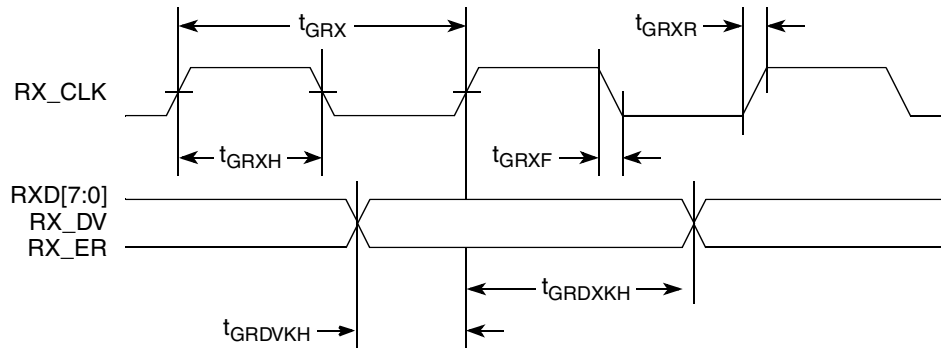 tGRX
tGRXR
RX_CLK
tGRXH
tGRXF
RXD[7:0]
RX_DV
RX_ER
tGRDXKH
tGRDVKH